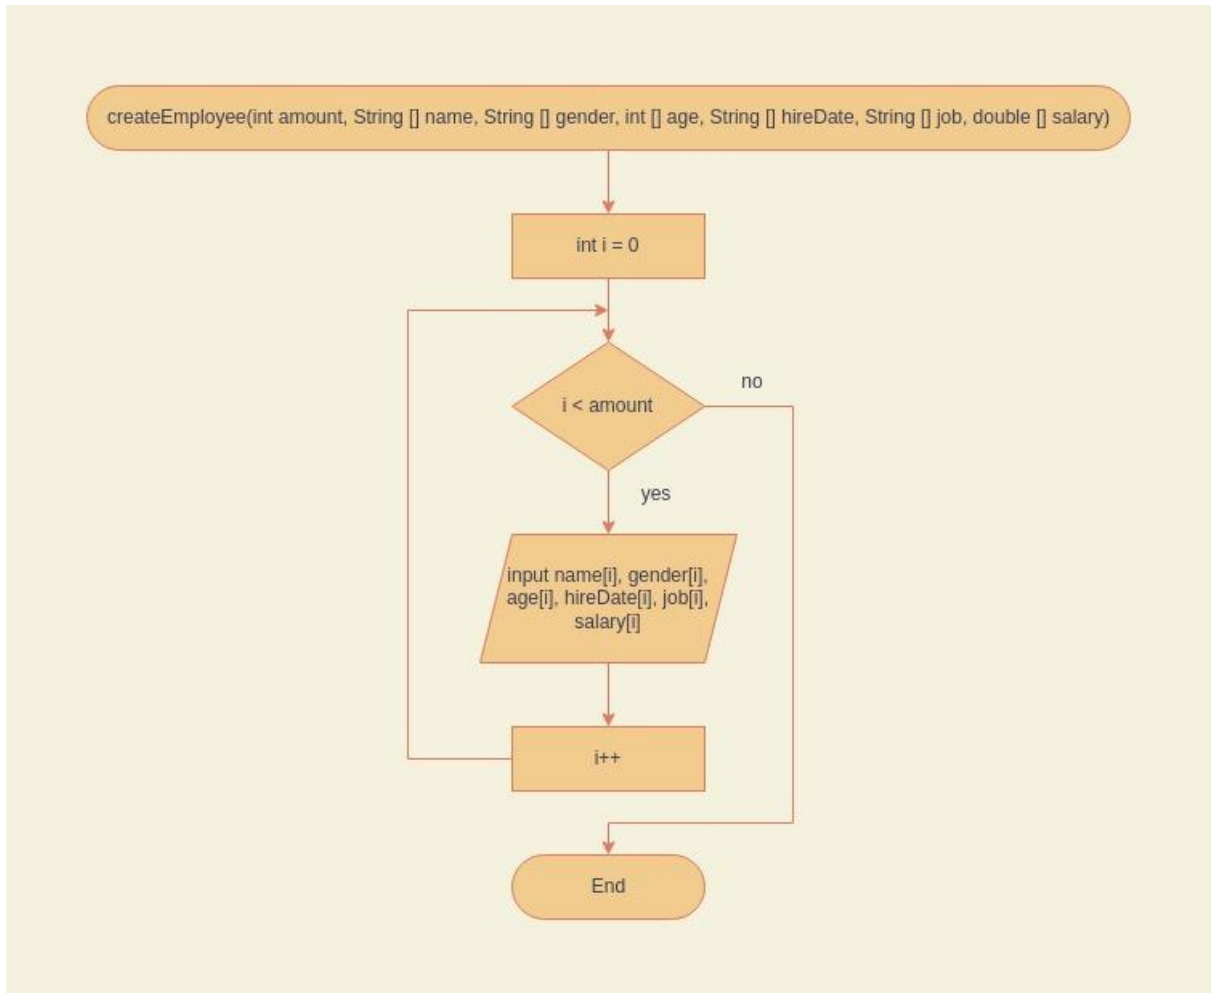 createEmployee(int amount, String [] name, String [] gender, int [] age, String [] hireDate, String [] job, double [] salary)
int i = 0
i < amount
no
yes
input name[i], gender[i],
age[i], hireDate[i], job[i],
salary[i]
i++
End